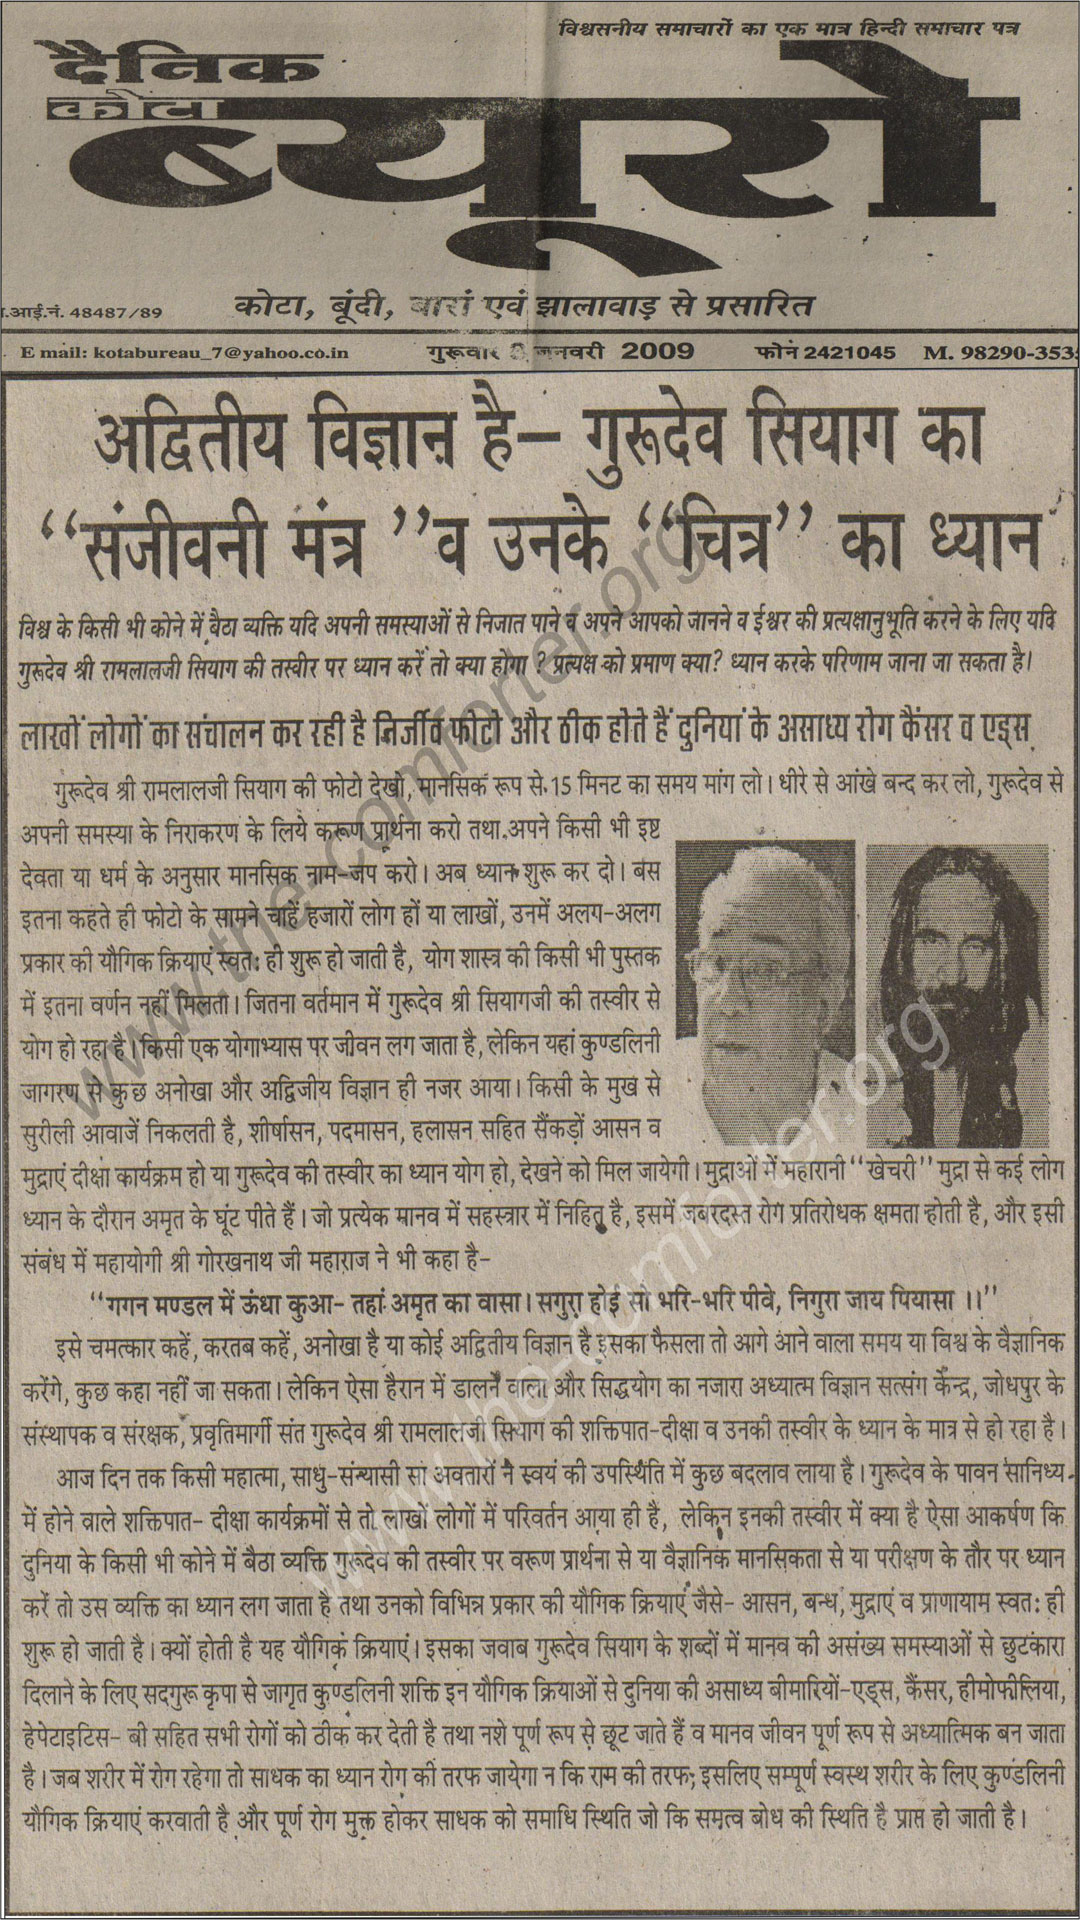 विश्वसनीय समाचारों का एक मात्र हिन्दी समाचार पत्र
दैनिक
कोटा
ब्यूरो
.आई.नं. 48487/89
कोटा, बूंदी, बारां एवं झालावाड़ से प्रसारित
E mail: kotabureau_7@yahoo.co.in गुरूवार जनवरी 2009 फोन 2421045 M. 98290-353
अद्वितीय विज्ञान है– गुरूदेव सियाग का
‘‘संजीवनी मंत्र ’’व उनके ‘‘चित्र’’ का ध्यान
विश्व के किसी भी कोने में बैठा व्यक्ति यदि अपनी समस्याओं से निजात पाने व अपने आपको जानने व ईश्वर की प्रत्यक्षानुभूति करने के लिए यदि
गुरूदेव श्री रामलालजी सियाग की तस्वीर पर ध्यान करें तो क्या होगा ? प्रत्यक्ष को प्रमाण क्या? ध्यान करके परिणाम जाना जा सकता है।
लाखों लोगों का संचालन कर रही है निर्जीव फोटो और ठीक होते हैं दुनियां के असाध्य रोग कैंसर व एड्स
गुरूदेव श्री रामलालजी सियाग की फोटो देखो, मानसिक रूप से 15 मिनट का समय मांग लो। धीरे से आंखे बन्द कर लो, गुरूदेव से
अपनी समस्या के निराकरण के लिये करूण प्रार्थना करो तथा अपने किसी भी इष्ट
देवता या धर्म के अनुसार मानसिक नाम-जप करो। अब ध्यान शुरू कर दो। बस
इतना कहते ही फोटो के सामने चाहें हजारों लोग हों या लाखों, उनमें अलग-अलग
प्रकार की यौगिक क्रियाएं स्वत: ही शुरू हो जाती है, योग शास्त्र की किसी भी पुस्तक
में इतना वर्णन नहीं मिलता। जितना वर्तमान में गुरूदेव श्री सियागजी की तस्वीर से
योग हो रहा है। किसी एक योगाभ्यास पर जीवन लग जाता है, लेकिन यहां कुण्डलिनी
जागरण से कुछ अनोखा और अद्विजीय विज्ञान ही नजर आया। किसी के मुख से
सुरीली आवाजें निकलती है, शीर्षासन, पदमासन, हलासन सहित सैंकड़ों आसन व
मुद्राएं दीक्षा कार्यक्रम हो या गुरूदेव की तस्वीर का ध्यान योग हो, देखने को मिल जायेगी। मुद्राओं में महारानी ‘‘खेचरी’’ मुद्रा से कई लोग
ध्यान के दौरान अमृत के घूंट पीते हैं। जो प्रत्येक मानव में सहस्त्रार में निहित है, इसमें जबरदस्त रोग प्रतिरोधक क्षमता होती है, और इसी
संबंध में महायोगी श्री गोरखनाथ जी महाराज ने भी कहा है-
‘‘गगन मण्डल में ऊंधा कुआ- तहां अमृत का वासा। सगुरा होई सो भरि-भरि पीवे, निगुरा जाय पियासा ।।’’
इसे चमत्कार कहें, करतब कहें, अनोखा है या कोई अद्वितीय विज्ञान है इसका फैसला तो आगे आने वाला समय या विश्व के वैज्ञानिक
करेंगे, कुछ कहा नहीं जा सकता। लेकिन ऐसा हैरान में डालने वाला और सिद्धयोग का नजारा अध्यात्म विज्ञान सत्संग केन्द्र, जोधपुर के
संस्थापक व संरक्षक, प्रवृतिमार्गी संत गुरूदेव श्री रामलालजी सियाग की शक्तिपात-दीक्षा व उनकी तस्वीर के ध्यान के मात्र से हो रहा है।
आज दिन तक किसी महात्मा, साधु-संन्यासी सा अवतारों ने स्वयं की उपस्थिति में कुछ बदलाव लाया है। गुरूदेव के पावन सानिध्य
में होने वाले शक्तिपात- दीक्षा कार्यक्रमों से तो लाखों लोगों में परिवर्तन आया ही है, लेकिन इनकी तस्वीर में क्या है ऐसा आकर्षण कि
दुनिया के किसी भी कोने में बैठा व्यक्ति गुरूदेव की तस्वीर पर वरूण प्रार्थना से या वैज्ञानिक मानसिकता से या परीक्षण के तौर पर ध्यान
करें तो उस व्यक्ति का ध्यान लग जाता है तथा उनको विभिन्न प्रकार की यौगिक क्रियाएं जैसे- आसन, बन्ध, मुद्राएं व प्राणायाम स्वत: ही
शुरू हो जाती है। क्यों होती है यह यौगिक क्रियाएं। इसका जवाब गुरूदेव सियाग के शब्दों में मानव की असंख्य समस्याओं से छुटकारा
दिलाने के लिए सदगुरू कृपा से जागृत कुण्डलिनी शक्ति इन यौगिक क्रियाओं से दुनिया की असाध्य बीमारियों-एड्स, कैंसर, हीमोफीलिया,
हेपेटाइटिस- बी सहित सभी रोगों को ठीक कर देती है तथा नशे पूर्ण रूप से छूट जाते हैं व मानव जीवन पूर्ण रूप से अध्यात्मिक बन जाता
है। जब शरीर में रोग रहेगा तो साधक का ध्यान रोग की तरफ जायेगा न कि राम की तरफ; इसलिए सम्पूर्ण स्वस्थ शरीर के लिए कुण्डलिनी
यौगिक क्रियाएं करवाती है और पूर्ण रोग मुक्त होकर साधक को समाधि स्थिति जो कि समत्व बोध की स्थिति है प्राप्त हो जाती है।
www.the-comforter.org
www.the-comforter.org